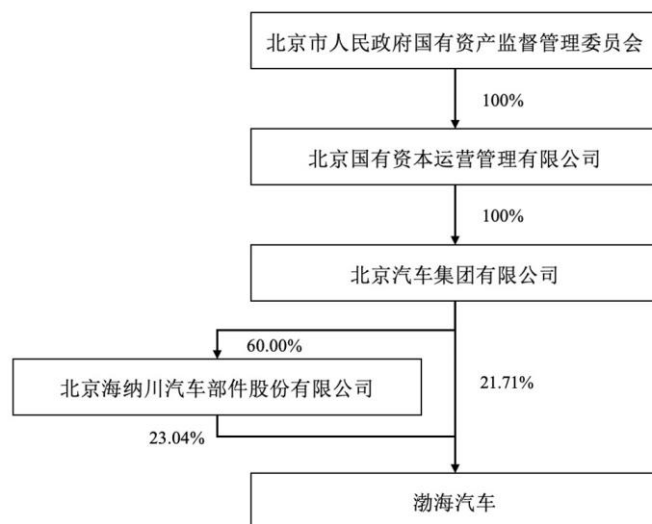 北京市人民政府国有资产监督管理委员会
100%
北京国有资本运营管理有限公司
100%
北京汽车集团有限公司
60.00%
北京海纳川汽车部件股份有限公司
21.71%
23.04%
渤海汽车